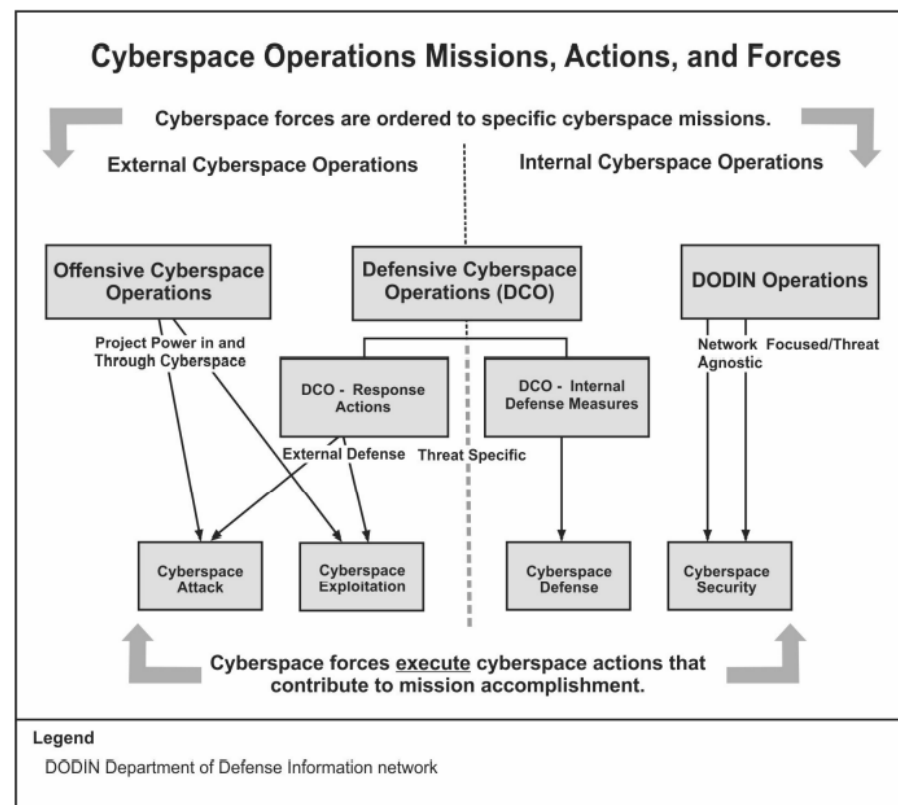 Cyberspace Operations Missions, Actions, and Forces
Cyberspace forces are ordered to specific cyberspace missions.
External Cyberspace Operations
Internal Cyberspace Operations
Offensive Cyberspace
Operations
Defensive Cyberspace
Operations (DCO)
DODIN Operations
Project Power in and
Through Cyberspace
Network Focused/Threat
Agnostic
DCO - Response
Actions
DCO - Internal
Defense Measures
External Defense
Threat Specific
Cyberspace
Attack
Cyberspace
Exploitation
Cyberspace
Defense
Cyberspace
Security
Cyberspace forces execute cyberspace actions that
contribute to mission accomplishment.
Legend
DODIN Department of Defense Information network